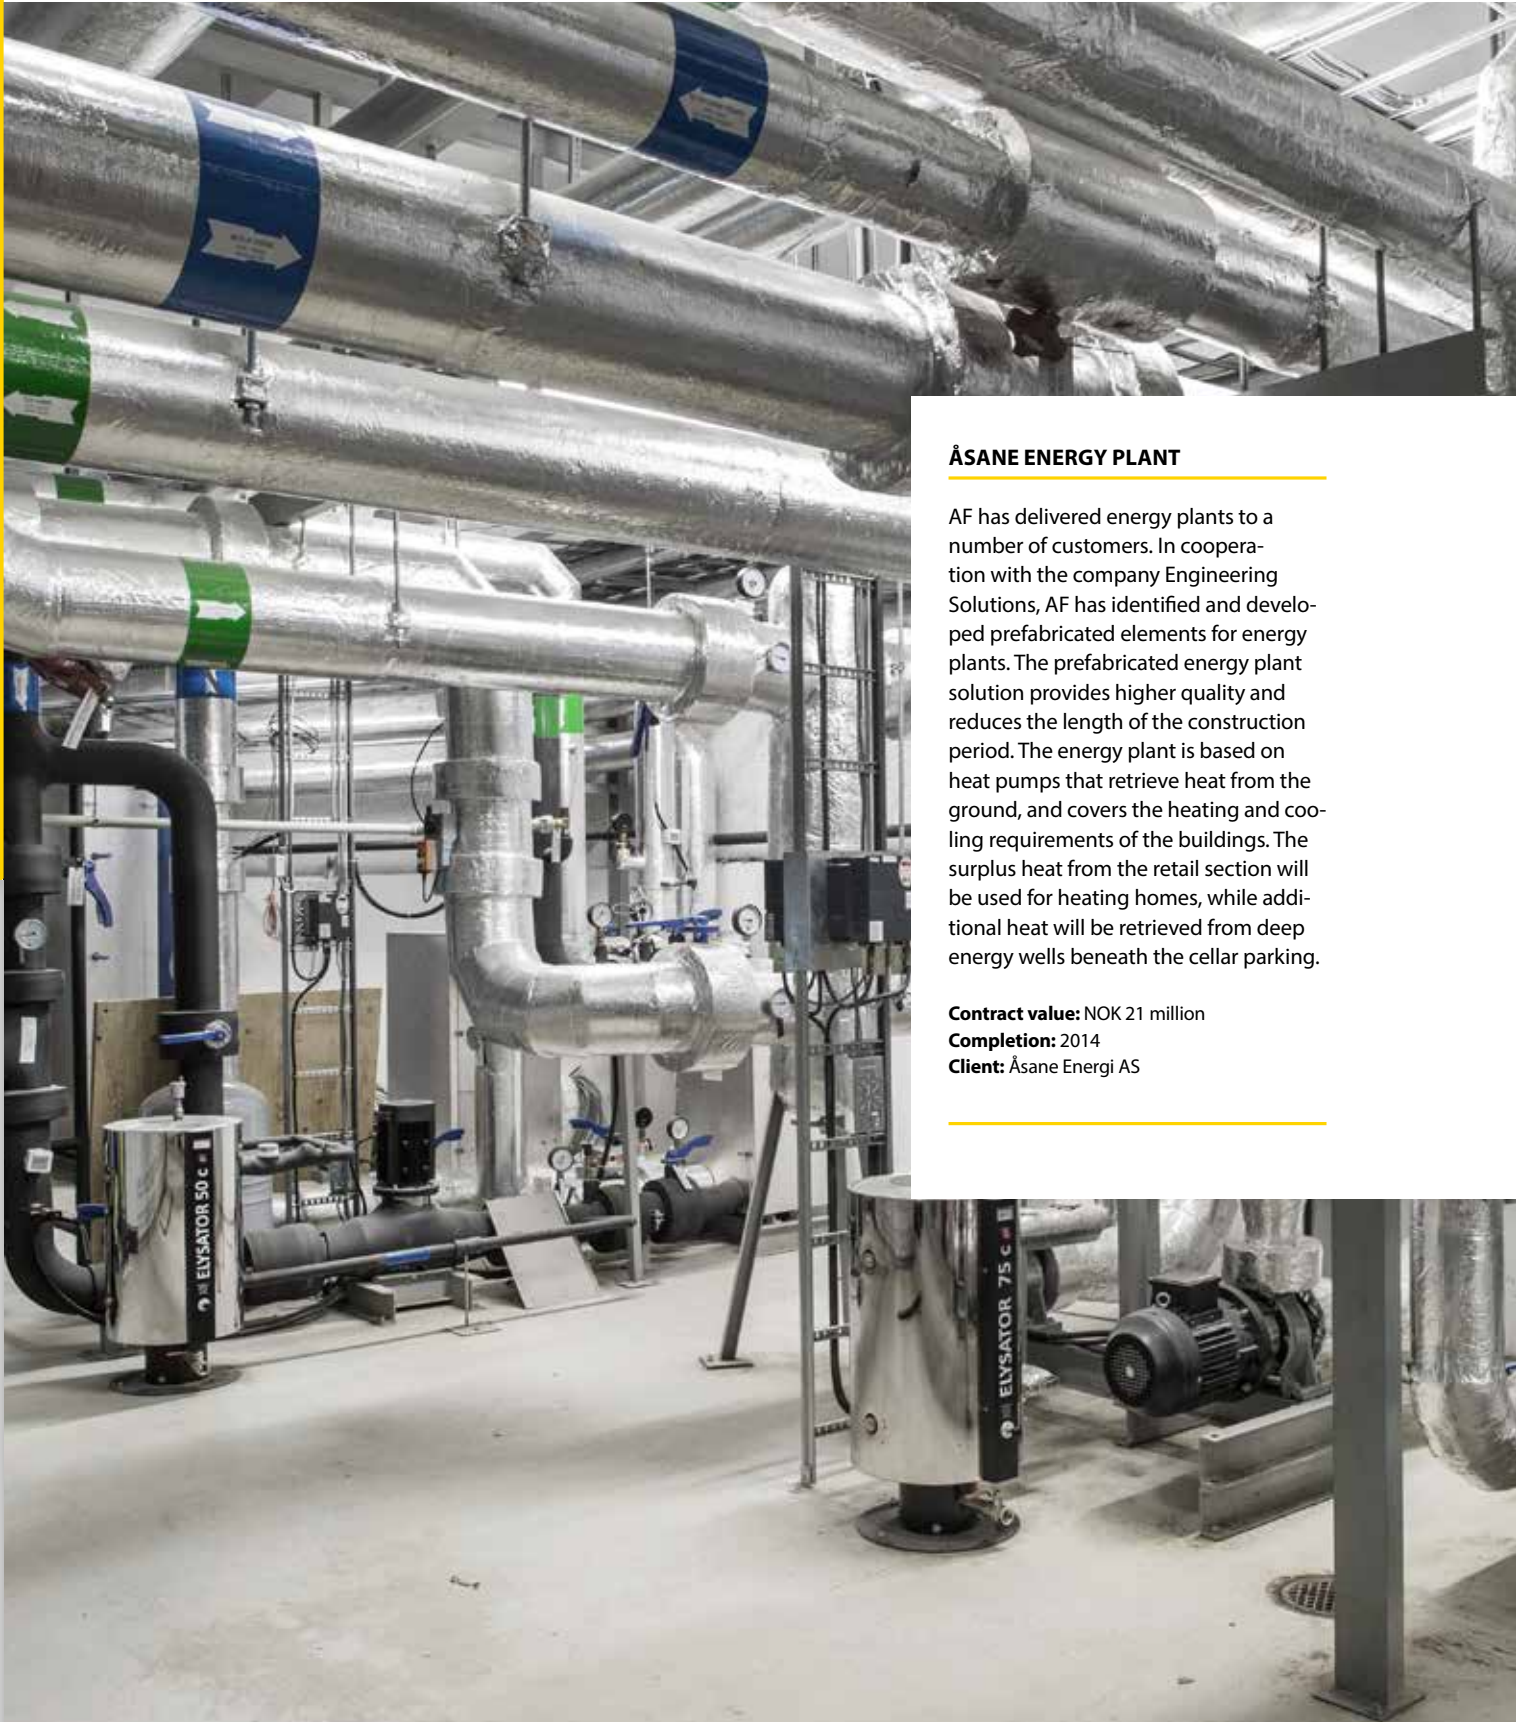 ÅSANE ENERGY PLANT
AF has delivered energy plants to a
number of customers. In coopera-
tion with the company Engineering
Solutions, AF has identified and develo-
ped prefabricated elements for energy
plants. The prefabricated energy plant
solution provides higher quality and
reduces the length of the construction
period. The energy plant is based on
heat pumps that retrieve heat from the
ground, and covers the heating and coo-
ling requirements of the buildings. The
surplus heat from the retail section will
be used for heating homes, while addi-
tional heat will be retrieved from deep
energy wells beneath the cellar parking.
Contract value: NOK 21 million
Completion: 2014
Client: Åsane Energi AS
ELYSATOR 50 c
ELYSATOR 75 c